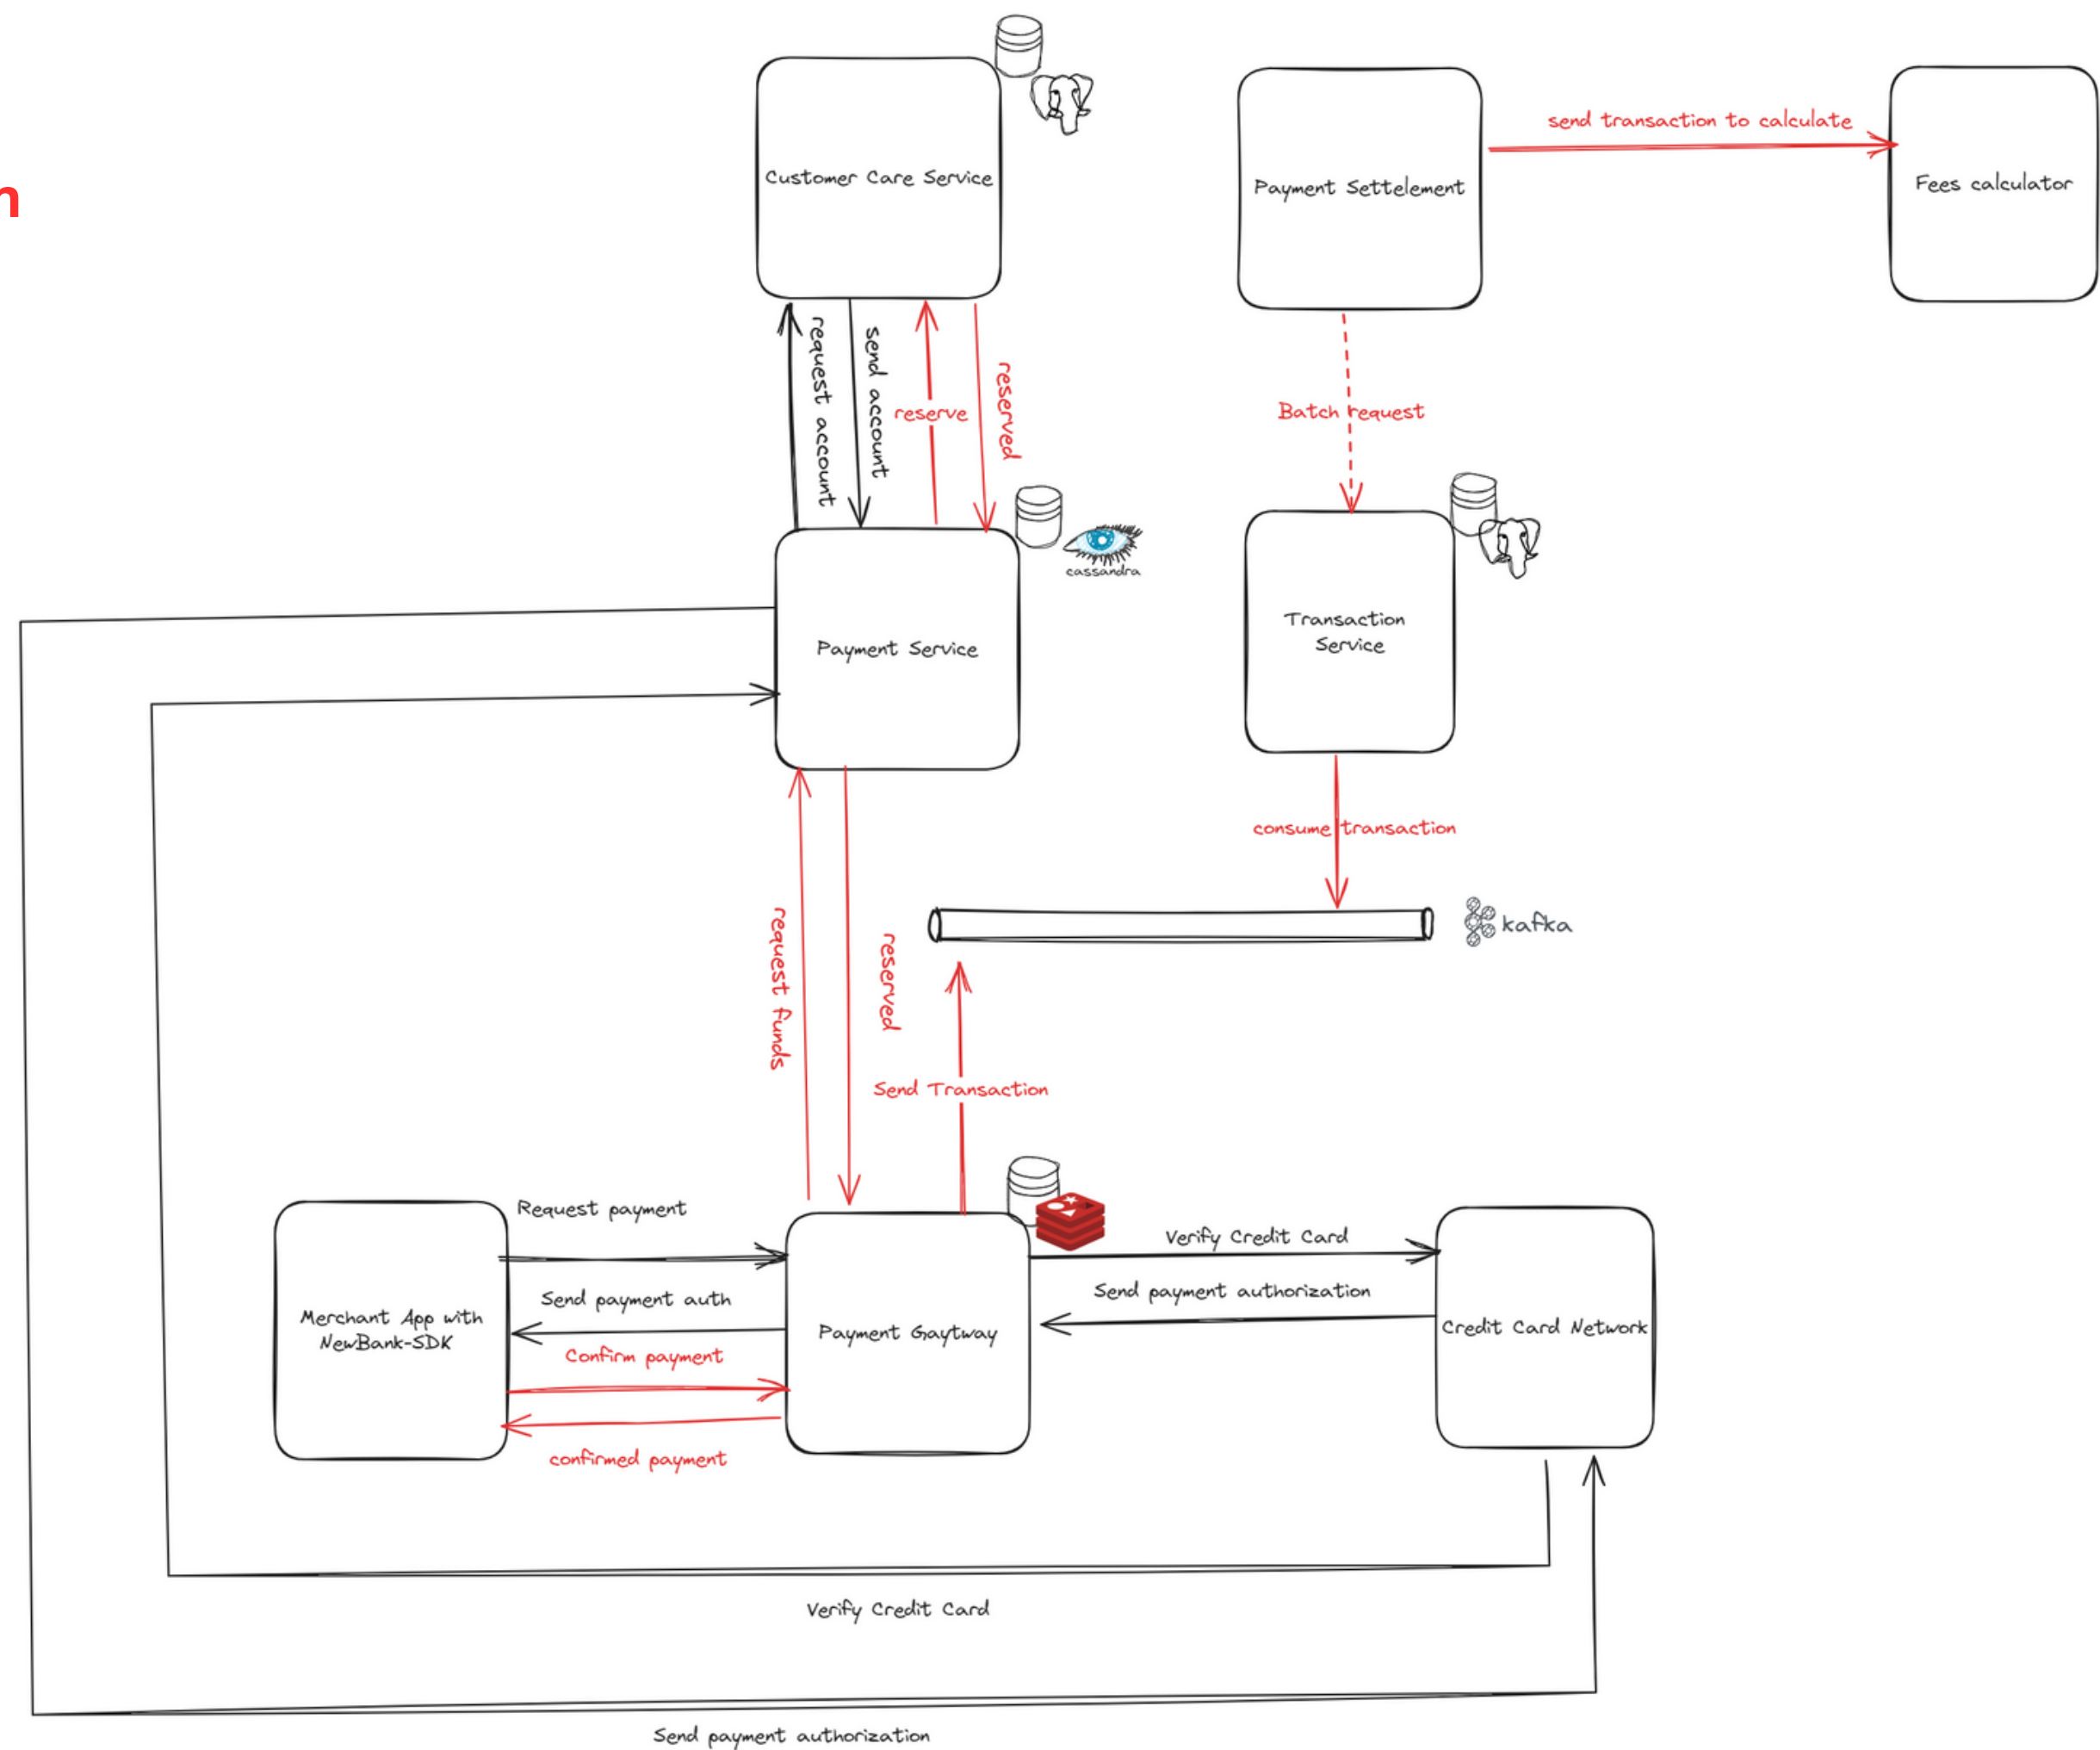 n
Customer Care Service
Payment Settelement
send transaction to calculate
Fees calculator
request account
send account
reserve
reserved
Batch request
cassandra
Payment Service
Transaction
Service
consume transaction
kafka
request funds
reserved
Send Transaction
Request payment
Send payment auth
Confirm payment
confirmed payment
Merchant App with
NewBank-SDK
Payment Gaytway
Verify Credit Card
Send payment authorization
Credit Card Network
Verify Credit Card
Send payment authorization